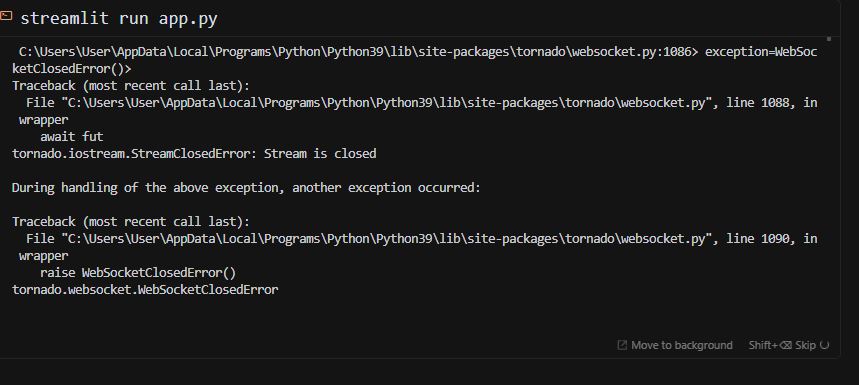 streamlit run app.py
C:\Users\User\AppData\Local\Programs\Python\Python39\lib\site-packages\tornado\websocket.py:1086> exception=WebSoc
ketClosedError()>
Traceback (most recent call last):
File "C:\Users\User\AppData\Local\Programs\Python\Python39\lib\site-packages\tornado\websocket.py", line 1088, in
wrapper
await fut
tornado.iostream.StreamClosedError: Stream is closed
During handling of the above exception, another exception occurred:
Traceback (most recent call last):
File "C:\Users\User\AppData\Local\Programs\Python\Python39\lib\site-packages\tornado\websocket.py", line 1090, in
wrapper
raise WebSocketClosedError()
tornado.websocket.WebSocketClosedError
Move to background Shift+⌫ Skip